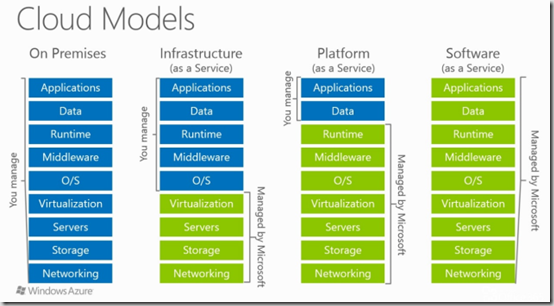 Cloud Models
On Premises
You manage
Applications
Data
Runtime
Middleware
O/S
Virtualization
Servers
Storage
Networking
Infrastructure
(as a Service)
You manage
Applications
Data
Runtime
Middleware
O/S
Virtualization
Servers
Storage
Networking
Managed by Microsoft
Platform
(as a Service)
You manage
Applications
Data
Runtime
Middleware
O/S
Virtualization
Servers
Storage
Networking
Managed by Microsoft
Software
(as a Service)
Applications
Data
Runtime
Middleware
O/S
Virtualization
Servers
Storage
Networking
Managed by Microsoft
Windows Azure